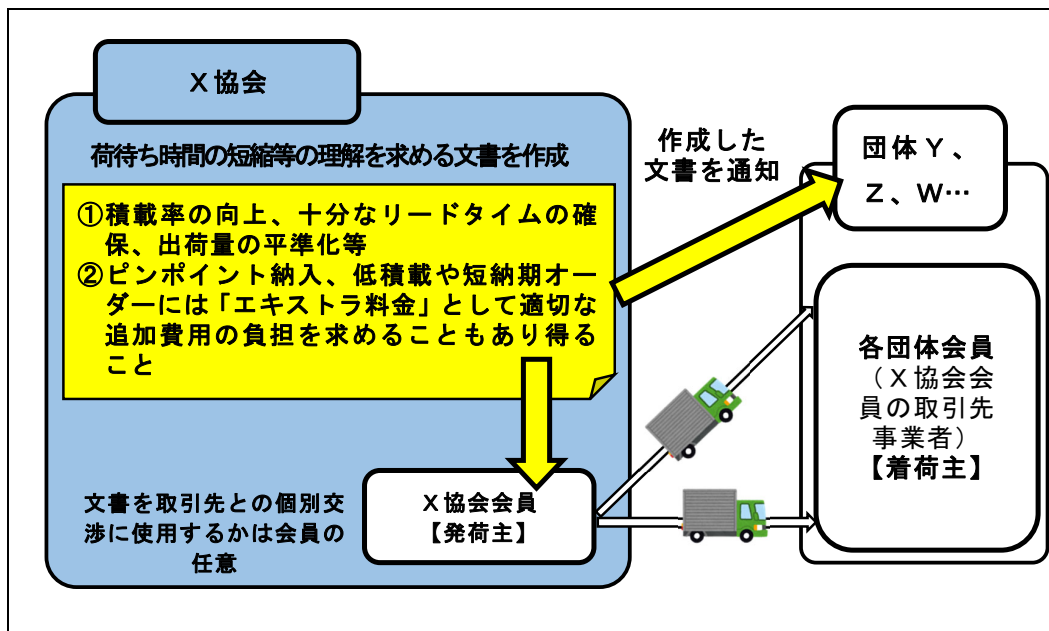 Ｘ協会
荷待ち時間の短縮等の理解を求める文書を作成
①積載率の向上、十分なリードタイムの確
保、出荷量の平準化等
②ピンポイント納入、低積載や短納期オー
ダーには「エキストラ料金」として適切な
追加費用の負担を求めることもあり得る
こと
文書を取引先との個別交
渉に使用するかは会員の
任意
Ｘ協会会員
【発荷主】
作成した
文書を通知
団体Ｙ、
Ｚ、Ｗ…
各団体会員
（Ｘ協会会
員の取引先
事業者）
【着荷主】